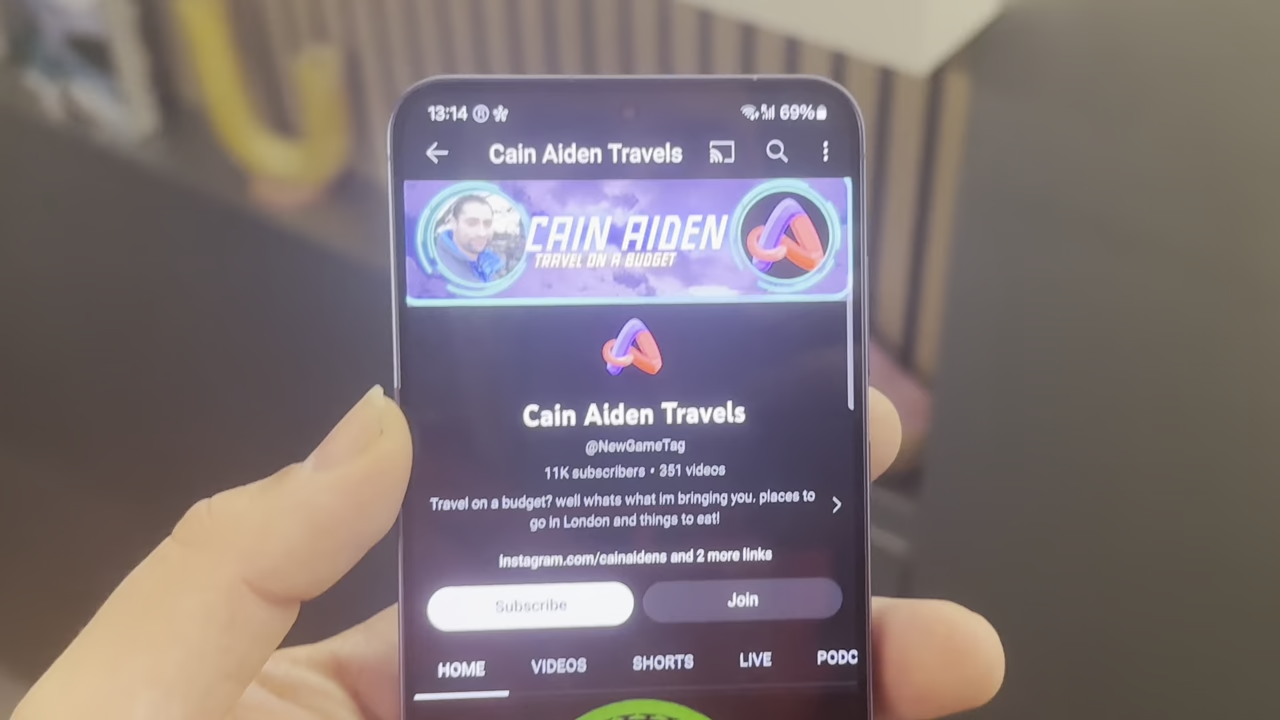 13:14 69%
Cain Aiden Travels
CAIN AIDEN
TRAVEL ON A BUDGET
Cain Aiden Travels
@NewGameTag
11K subscribers • 351 videos
Travel on a budget? well whats what im bringing you, places to
go in London and things to eat!
instagram.com/cainaidens and 2 more links
Subscribe Join
HOME VIDEOS SHORTS LIVE PODC